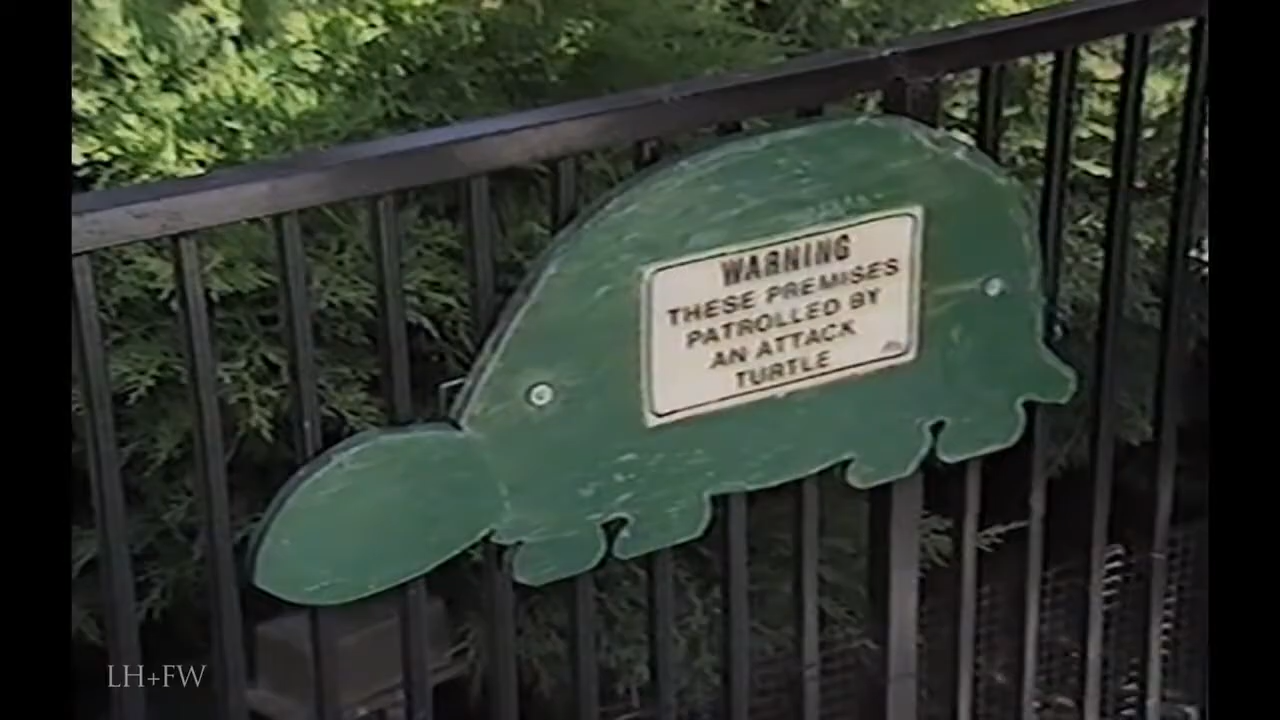 WARNING
THESE PREMISES
PATROLLED BY
AN ATTACK
TURTLE
LH+FW